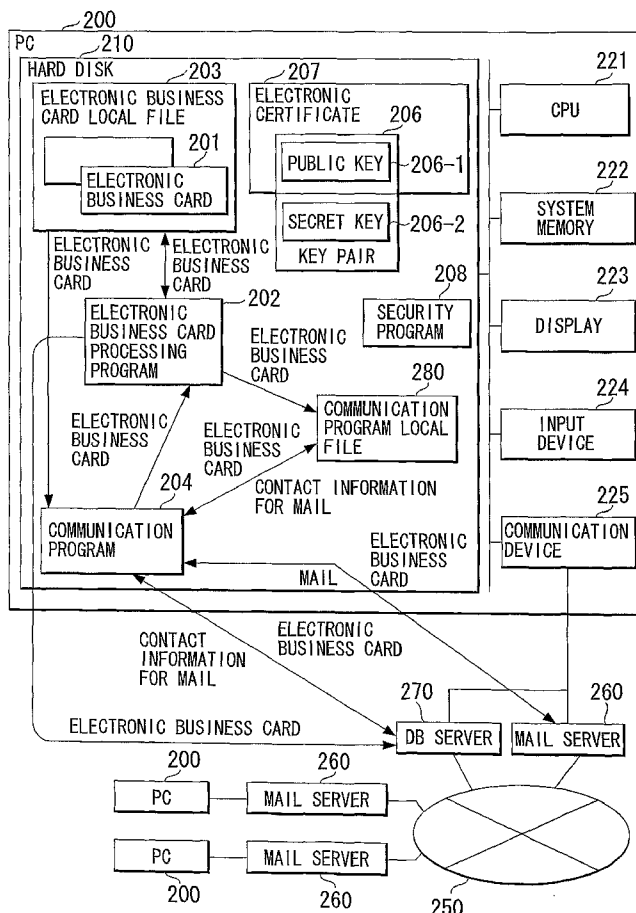 200
PC
210
HARD DISK
203
ELECTRONIC BUSINESS
CARD LOCAL FILE
201
ELECTRONIC
BUSINESS CARD
207
ELECTRONIC
CERTIFICATE
206
PUBLIC KEY
206-1
SECRET KEY
206-2
KEY PAIR
221
CPU
222
SYSTEM
MEMORY
223
DISPLAY
224
INPUT
DEVICE
225
COMMUNICATION
DEVICE
ELECTRONIC
BUSINESS
CARD
ELECTRONIC
BUSINESS
CARD
202
ELECTRONIC
BUSINESS CARD
PROCESSING
PROGRAM
208
SECURITY
PROGRAM
ELECTRONIC
BUSINESS
CARD
280
COMMUNICATION
PROGRAM LOCAL
FILE
ELECTRONIC
BUSINESS
CARD
ELECTRONIC
BUSINESS
CARD
204
COMMUNICATION
PROGRAM
CONTACT INFORMATION
FOR MAIL
ELECTRONIC
BUSINESS
CARD
MAIL
CONTACT
INFORMATION
FOR MAIL
ELECTRONIC
BUSINESS CARD
ELECTRONIC BUSINESS CARD
270
DB SERVER
260
MAIL SERVER
200
PC
260
MAIL SERVER
PC
200
MAIL SERVER
260
250